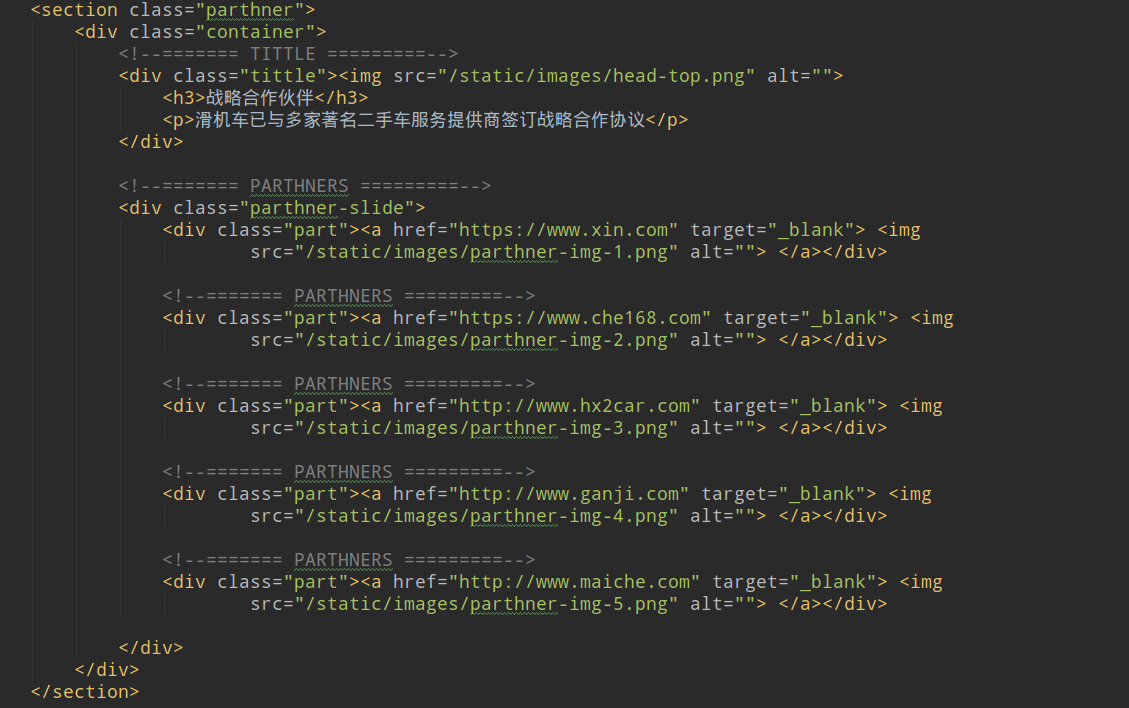 <section class="parthner">
<div class="container">
<!--======= TITTLE =========-->
<div class="tittle"><img src="/static/images/head-top.png" alt="">
<h3>战略合作伙伴</h3>
<p>滑机车已与多家著名二手车服务提供商签订战略合作协议</p>
</div>
<!--======= PARTHNERS =========-->
<div class="parthner-slide">
<div class="part"><a href="https://www.xin.com" target="_blank"> <img
src="/static/images/parthner-img-1.png" alt=""> </a></div>
<!--======= PARTHNERS =========-->
<div class="part"><a href="https://www.che168.com" target="_blank"> <img
src="/static/images/parthner-img-2.png" alt=""> </a></div>
<!--======= PARTHNERS =========-->
<div class="part"><a href="http://www.hx2car.com" target="_blank"> <img
src="/static/images/parthner-img-3.png" alt=""> </a></div>
<!--======= PARTHNERS =========-->
<div class="part"><a href="http://www.ganji.com" target="_blank"> <img
src="/static/images/parthner-img-4.png" alt=""> </a></div>
<!--======= PARTHNERS =========-->
<div class="part"><a href="http://www.maiche.com" target="_blank"> <img
src="/static/images/parthner-img-5.png" alt=""> </a></div>
</div>
</div>
</section>